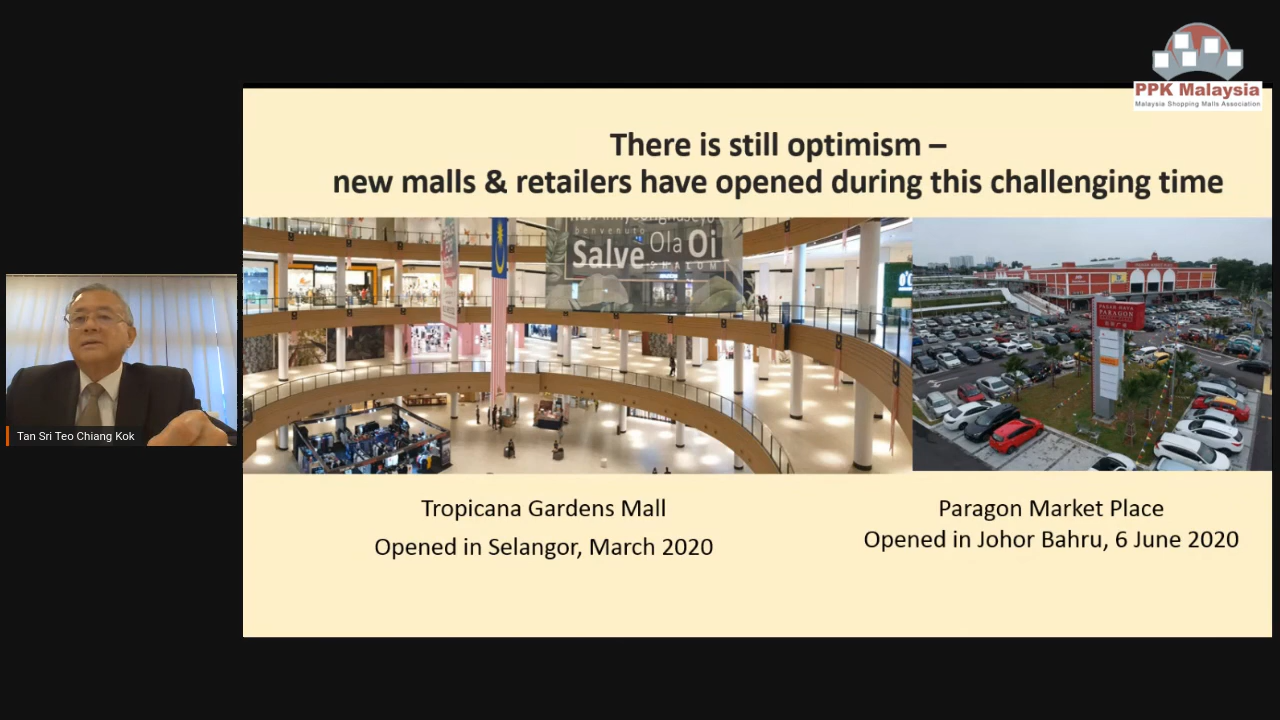 PPK Malaysia
Malaysia Shopping Malls Association
There is still optimism –
new malls & retailers have opened during this challenging time
benvenuto
Salve Ola Oi
SHALOM
PARAGON
Tan Sri Teo Chiang Kok
Tropicana Gardens Mall
Opened in Selangor, March 2020
Paragon Market Place
Opened in Johor Bahru, 6 June 2020